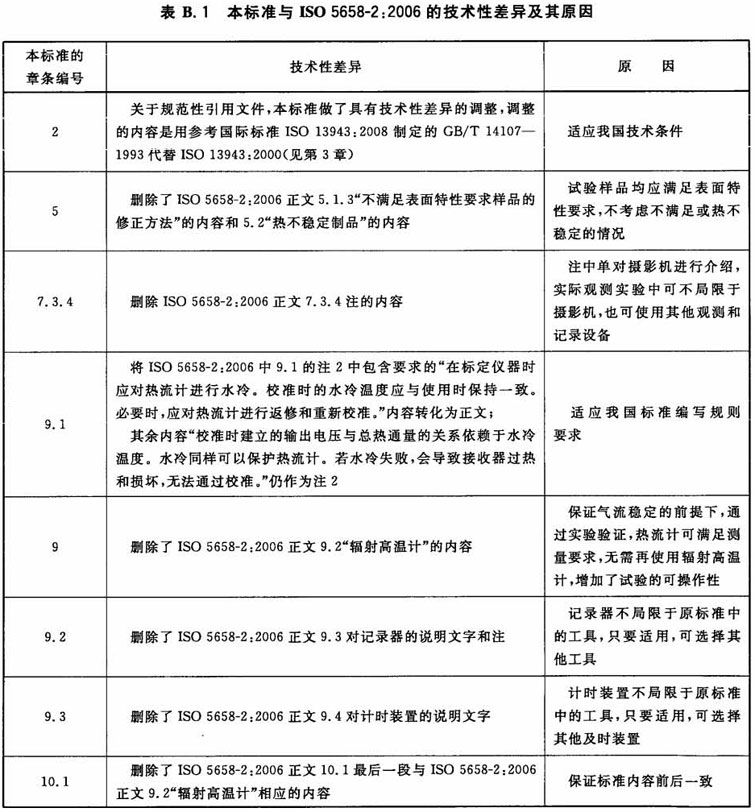 表 B.1 本标准与 ISO 5658-2:2006 的技术性差异及其原因
本标准的
章条编号
技术性差异
原 因
2
关于规范性引用文件,本标准做了具有技术性差异的调整,调整
的内容是用参考国际标准 ISO 13943:2008 制定的 GB/T 14107—
1993 代替 ISO 13943:2000(见第 3 章)
适应我国技术条件
5
删除了 ISO 5658-2:2006 正文 5.1.3“不满足表面特性要求样品的
修正方法”的内容和 5.2“热不稳定制品”的内容
试验样品均应满足表面特
性要求,不考虑不满足或热不
稳定的情况
7.3.4
删除 ISO 5658-2:2006 正文 7.3.4 注的内容
注中单对摄影机进行介绍,
实际观测实验中可不局限于
摄影机,也可使用其他观测和
记录设备
9.1
将 ISO 5658-2:2006 中 9.1 的注 2 中包含要求的“在标定仪器时
应对热流计进行水冷。校准时的水冷温度应与使用时保持一致。
必要时,应对热流计进行返修和重新校准。”内容转化为正文;
其余内容“校准时建立的输出电压与总热通量的关系依赖于水冷
温度。水冷同样可以保护热流计。若水冷失败,会导致接收器过热
和损坏,无法通过校准。”仍作为注 2
适应我国标准编写规则
要求
9
删除了 ISO 5658-2:2006 正文 9.2“辐射高温计”的内容
保证气流稳定的前提下,通
过实验验证,热流计可满足测
量要求,无需再使用辐射高温
计,增加了试验的可操作性
9.2
删除了 ISO 5658-2:2006 正文 9.3 对记录器的说明文字和注
记录器不局限于原标准中
的工具,只要适用,可选择其
他工具
9.3
删除了 ISO 5658-2:2006 正文 9.4 对计时装置的说明文字
计时装置不局限于原标准
中的工具,只要适用,可选择
其他及时装置
10.1
删除了 ISO 5658-2:2006 正文 10.1 最后一段与 ISO 5658-2:2006
正文 9.2“辐射高温计”相应的内容
保证标准内容前后一致